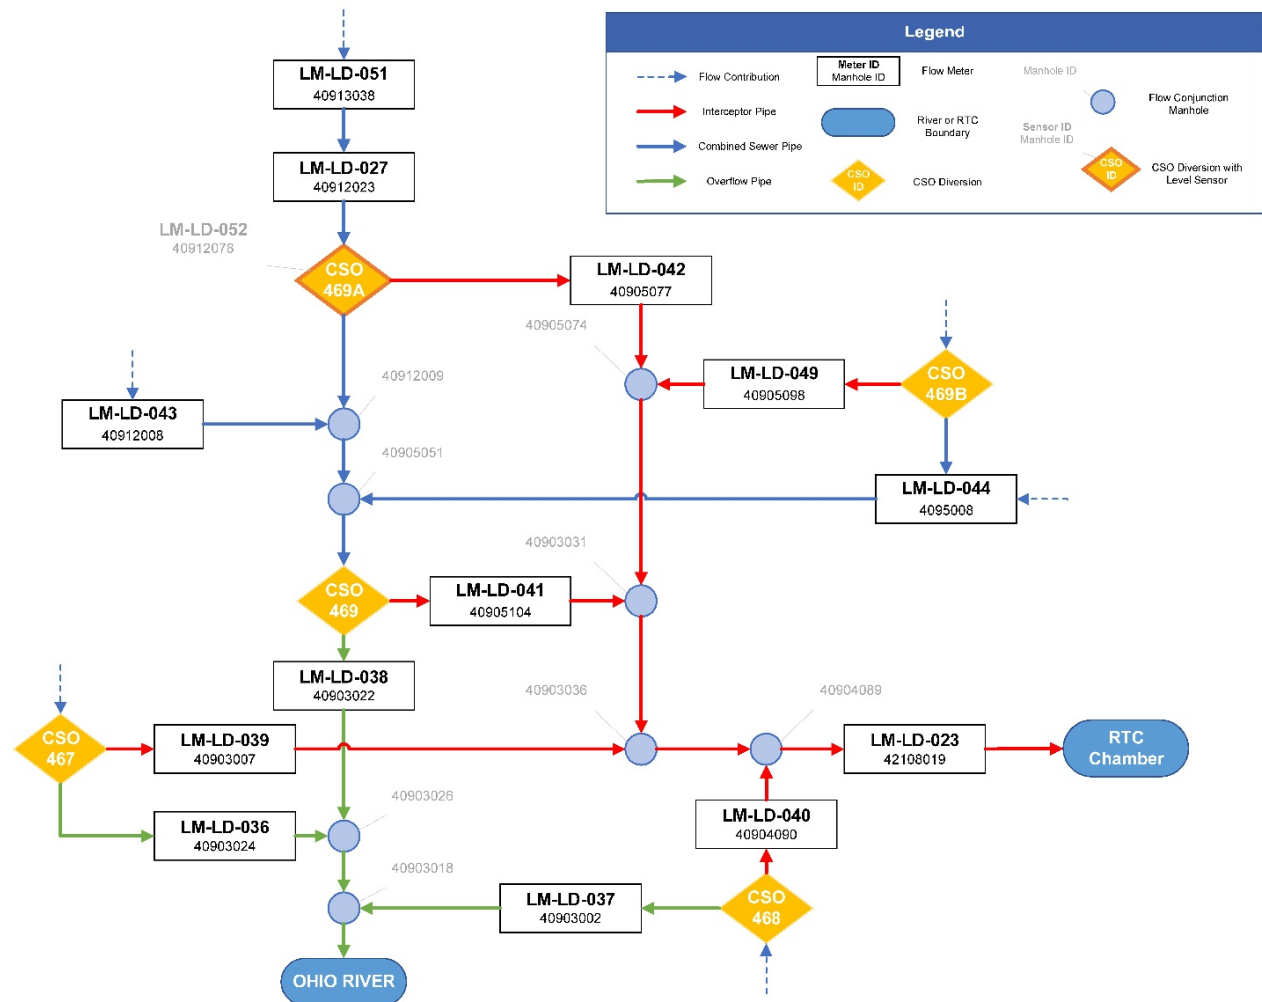 LM-LD-051
40913038
LM-LD-027
40912023
LM-LD-052
40912078
CSO
469A
LM-LD-042
40905077
Legend
Flow Contribution
Interceptor Pipe
Combined Sewer Pipe
Overflow Pipe
Meter ID
Manhole ID
Flow Meter
River or RTC
Boundary
CSO
ID
CSO Diversion
Manhole ID
Flow Conjunction
Manhole
Sensor ID
Manhole ID
CSO
ID
CSO Diversion with
Level Sensor
40905074
LM-LD-049
40905098
CSO
469B
40912009
LM-LD-043
40912008
40905051
LM-LD-044
4095008
40903031
CSO
469
LM-LD-041
40905104
LM-LD-038
40903022
40903036
40904089
CSO
467
LM-LD-039
40903007
LM-LD-023
42108019
RTC
Chamber
LM-LD-036
40903024
40903026
LM-LD-040
40904090
40903018
LM-LD-037
40903002
CSO
468
OHIO RIVER